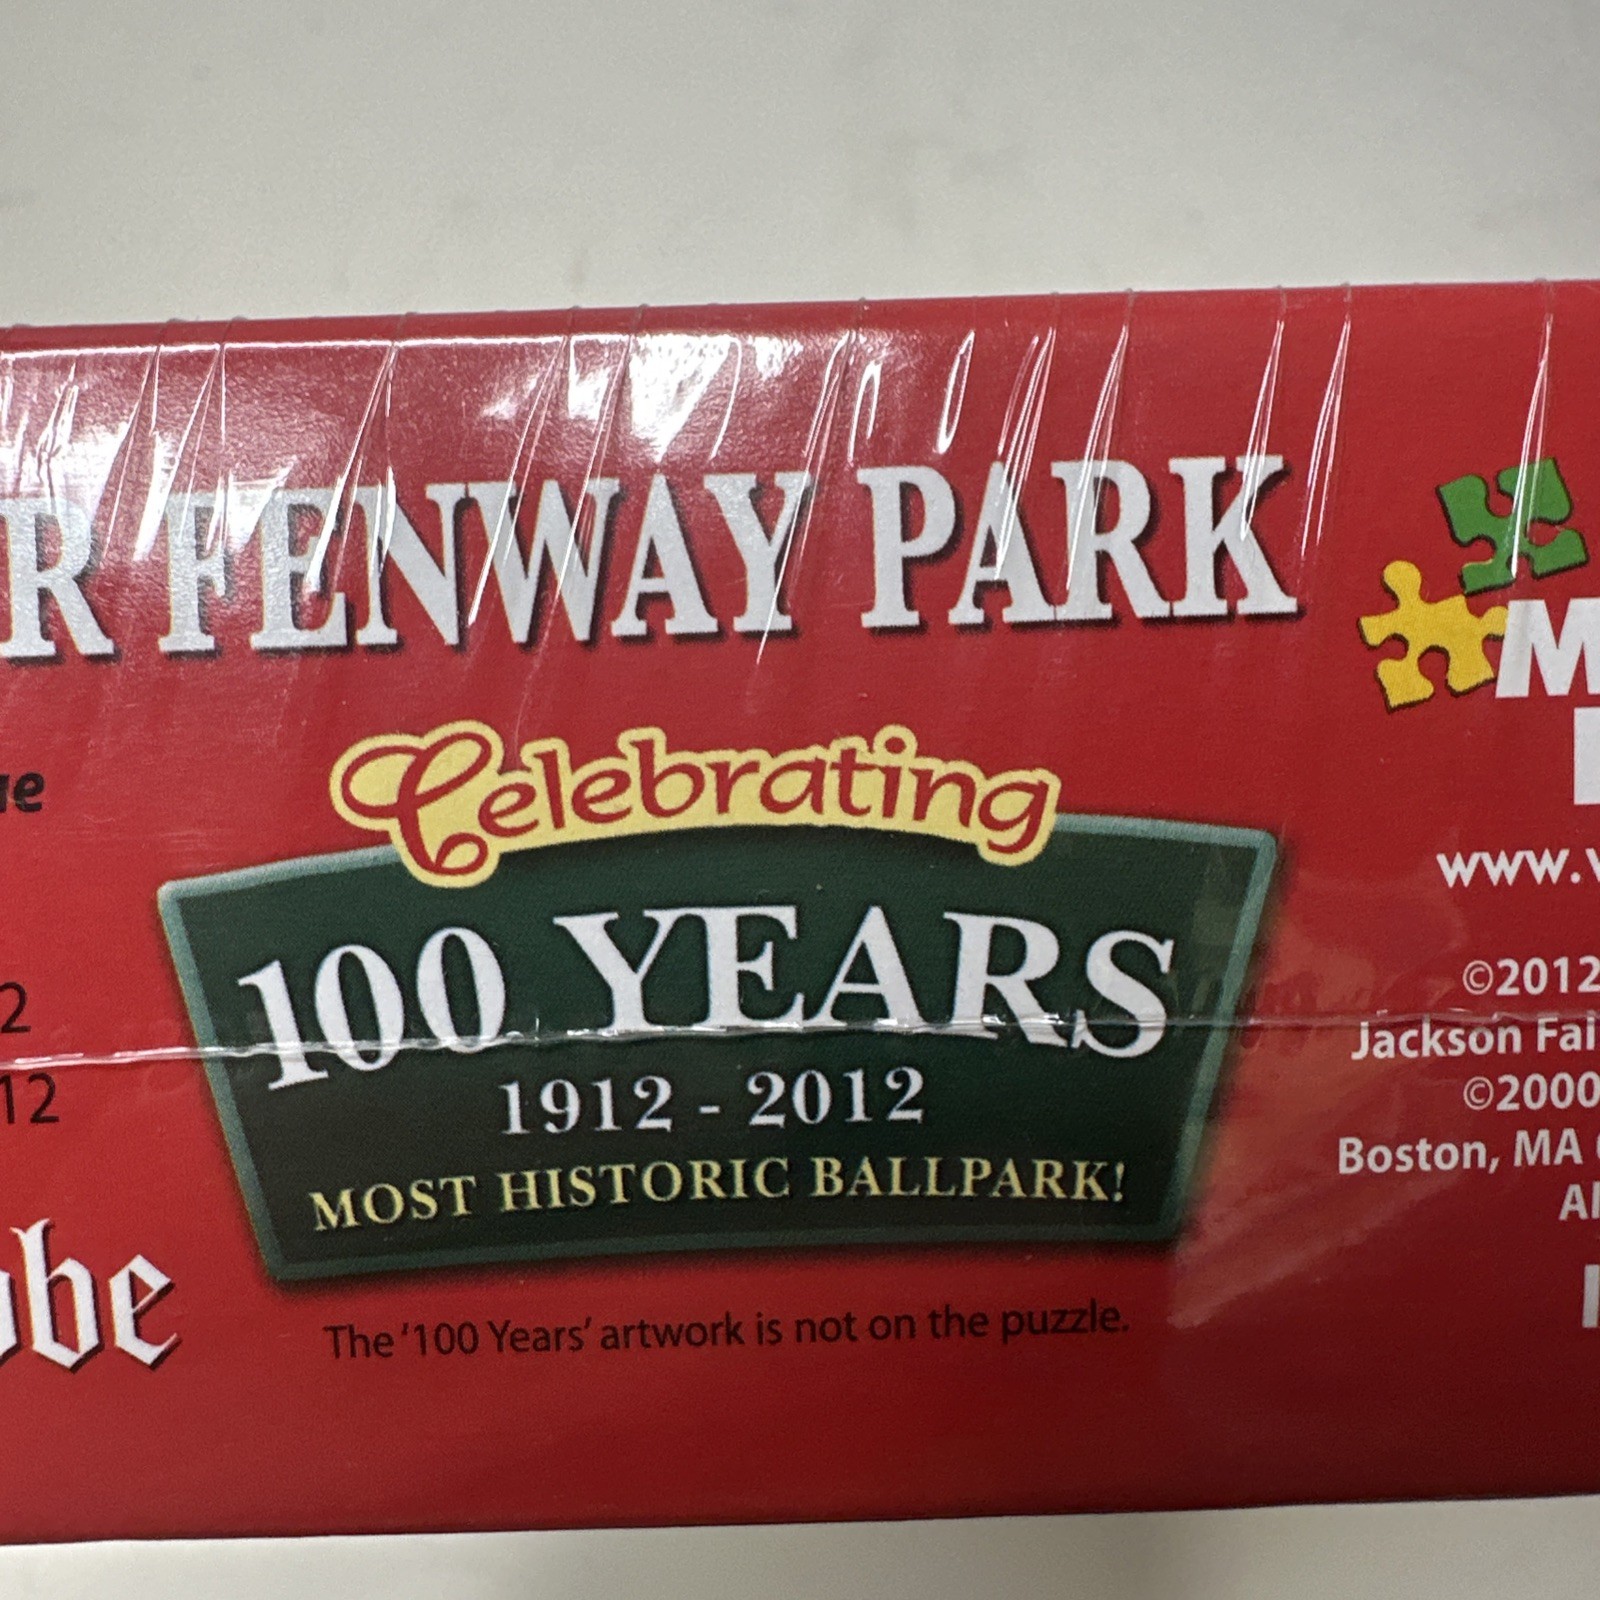 R FENWAY PARK
Celebrating
100 YEARS
1912 - 2012
MOST HISTORIC BALLPARK!
The '100 Years' artwork is not on the puzzle.
2
12
be
M
www.
©2012
Jackson Fai
©2000
Boston, MA